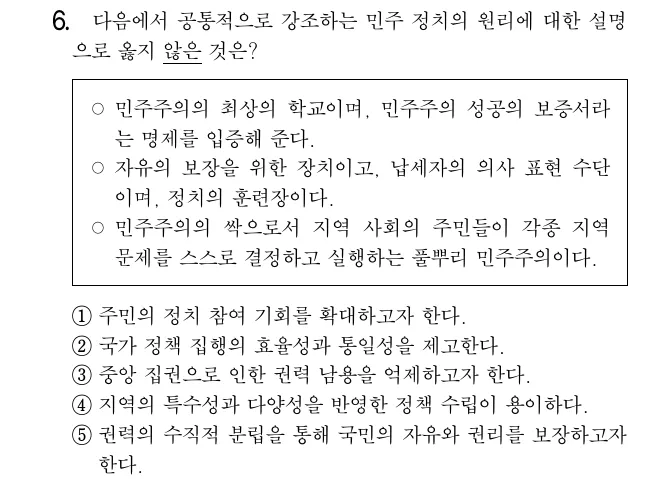 6. 다음에서 공통적으로 강조하는 민주 정치의 원리에 대한 설명
으로 옳지 않은 것은?
○ 민주주의의 최상의 학교이며, 민주주의 성공의 보증서라
는 명제를 입증해 준다.
○ 자유의 보장을 위한 장치이고, 납세자의 의사 표현 수단
이며, 정치의 훈련장이다.
○ 민주주의의 싹으로서 지역 사회의 주민들이 각종 지역
문제를 스스로 결정하고 실행하는 풀뿌리 민주주의이다.
① 주민의 정치 참여 기회를 확대하고자 한다.
② 국가 정책 집행의 효율성과 통일성을 제고한다.
③ 중앙 집권으로 인한 권력 남용을 억제하고자 한다.
④ 지역의 특수성과 다양성을 반영한 정책 수립이 용이하다.
⑤ 권력의 수직적 분립을 통해 국민의 자유와 권리를 보장하고자
한다.